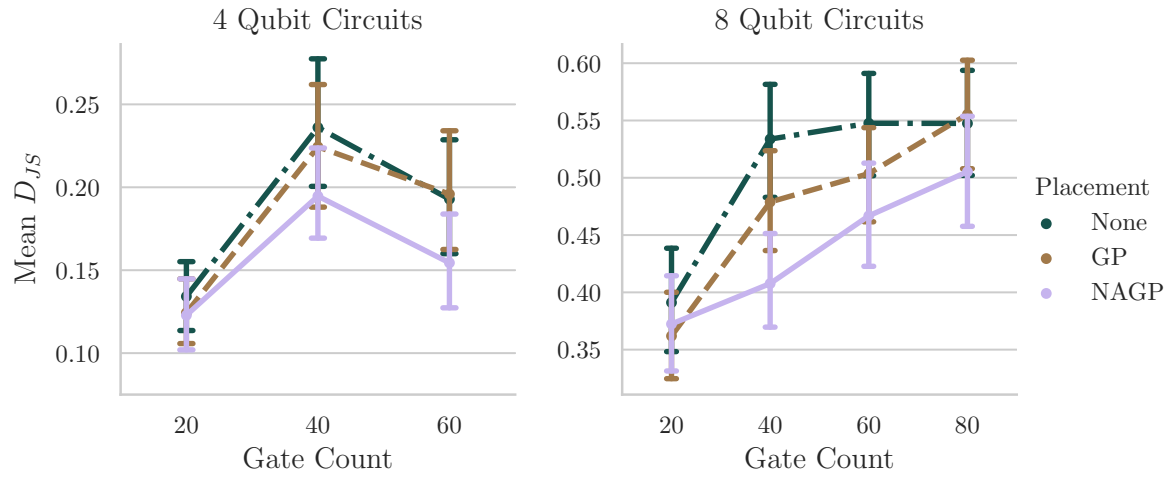 4 Qubit Circuits
Mean D_JS
0.25
0.20
0.15
0.10
20 40 60
Gate Count
8 Qubit Circuits
0.60
0.55
0.50
0.45
0.40
0.35
20 40 60 80
Gate Count
Placement
None
GP
NAGP